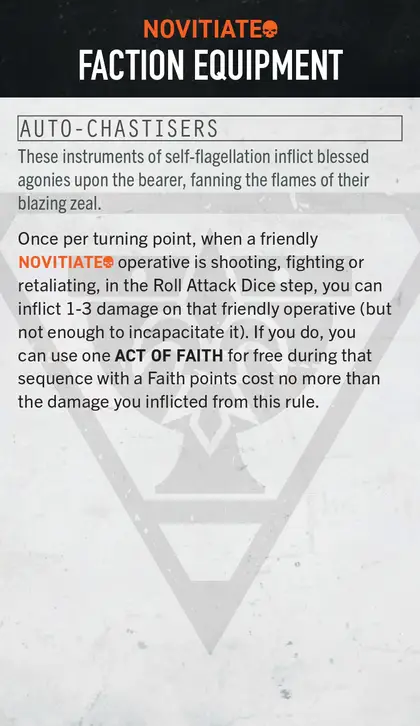 NOVITIATE
FACTION EQUIPMENT
AUTO-CHASTISERS
These instruments of self-flagellation inflict blessed
agonies upon the bearer, fanning the flames of their
blazing zeal.
Once per turning point, when a friendly
NOVITIATE operative is shooting, fighting or
retaliating, in the Roll Attack Dice step, you can
inflict 1-3 damage on that friendly operative (but
not enough to incapacitate it). If you do, you
can use one ACT OF FAITH for free during that
sequence with a Faith points cost no more than
the damage you inflicted from this rule.